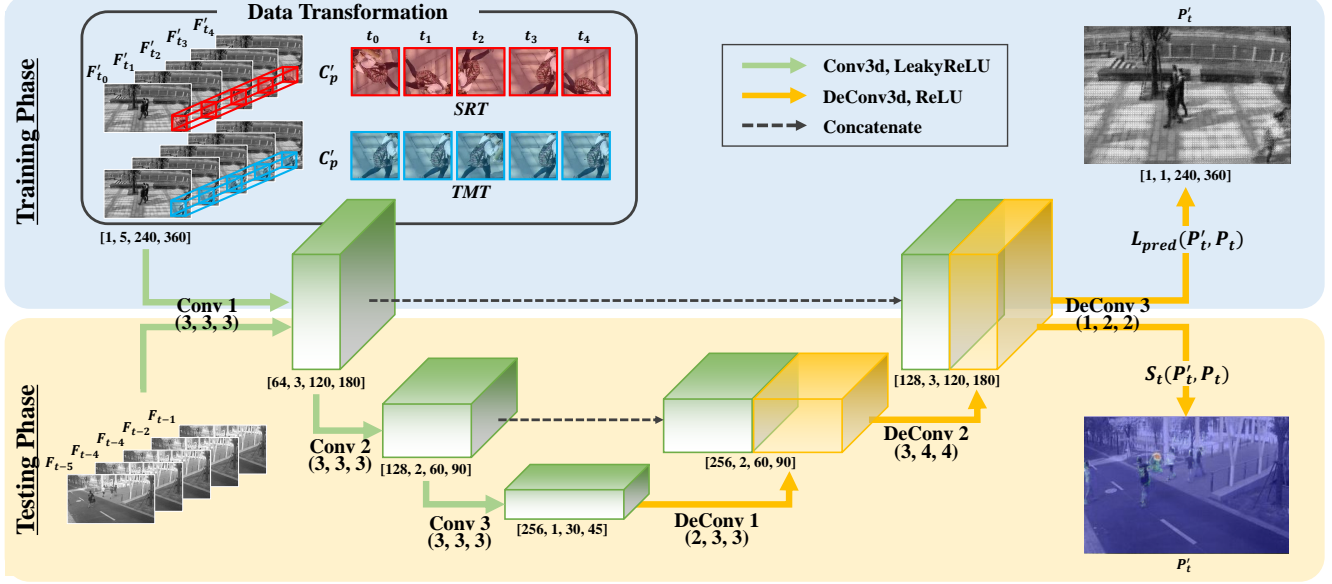 Data Transformation
Training Phase
F′t0
F′t1
F′t2
F′t3
F′t4
t0 t1 t2 t3 t4
C′p
SRT
C′p
TMT
[1, 5, 240, 360]
Conv3d, LeakyReLU
DeConv3d, ReLU
Concatenate
P′t
[1, 1, 240, 360]
Lpred(P′t, Pt)
Conv 1
(3, 3, 3)
DeConv 3
(1, 2, 2)
Testing Phase
[64, 3, 120, 180]
[128, 3, 120, 180]
St(P′t, Pt)
Ft−5
Ft−4
Ft−4
Ft−2
Ft−1
Conv 2
(3, 3, 3)
[128, 2, 60, 90]
[256, 2, 60, 90]
DeConv 2
(3, 4, 4)
Conv 3
(3, 3, 3)
[256, 1, 30, 45]
DeConv 1
(2, 3, 3)
P′t